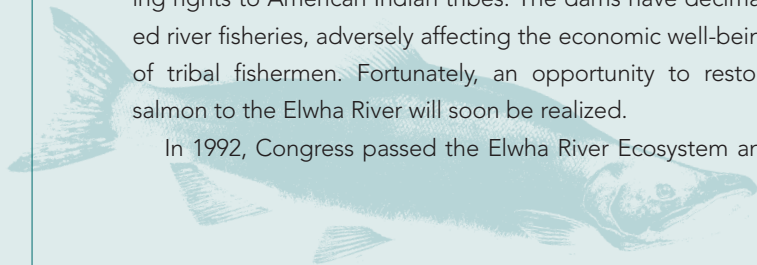 ing rights to American Indian tribes. The dams have decima
ed river fisheries, adversely affecting the economic well-bein
of tribal fishermen. Fortunately, an opportunity to resto
salmon to the Elwha River will soon be realized.
In 1992, Congress passed the Elwha River Ecosystem an